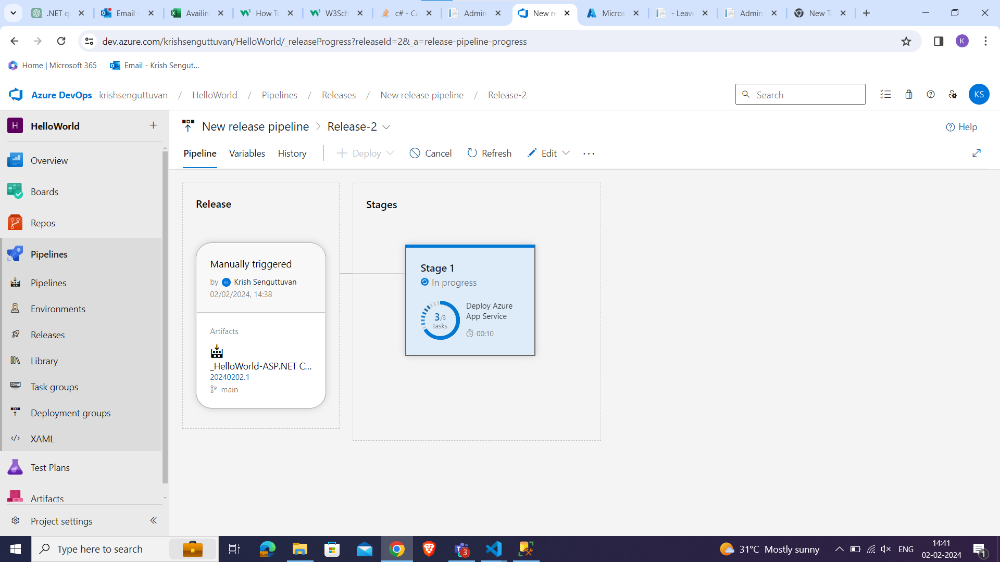 .NET qu
Email -
Availin
How To
W3Sch
c# - Ca
Admin
New re
Micros
- Leave
Admin
New Ta
dev.azure.com/krishsenguttuvan/HelloWorld/_releaseProgress?releaseId=2&_a=release-pipeline-progress
K
Home | Microsoft 365
Email - Krish Sengut...
Azure DevOps
krishsenguttuvan / HelloWorld / Pipelines / Releases / New release pipeline / Release-2
Search
KS
H HelloWorld
New release pipeline > Release-2
Help
Pipeline
Variables
History
Deploy
Cancel
Refresh
Edit
Overview
Boards
Repos
Pipelines
Pipelines
Environments
Releases
Library
Task groups
Deployment groups
XAML
Test Plans
Artifacts
Project settings
Release
Manually triggered
by KS Krish Senguttuvan
02/02/2024, 14:38
Artifacts
_HelloWorld-ASP.NET C...
20240202.1
main
Stages
Stage 1
In progress
3/3
tasks
Deploy Azure
App Service
00:10
Type here to search
3
31°C Mostly sunny
ENG
14:41
02-02-2024
1